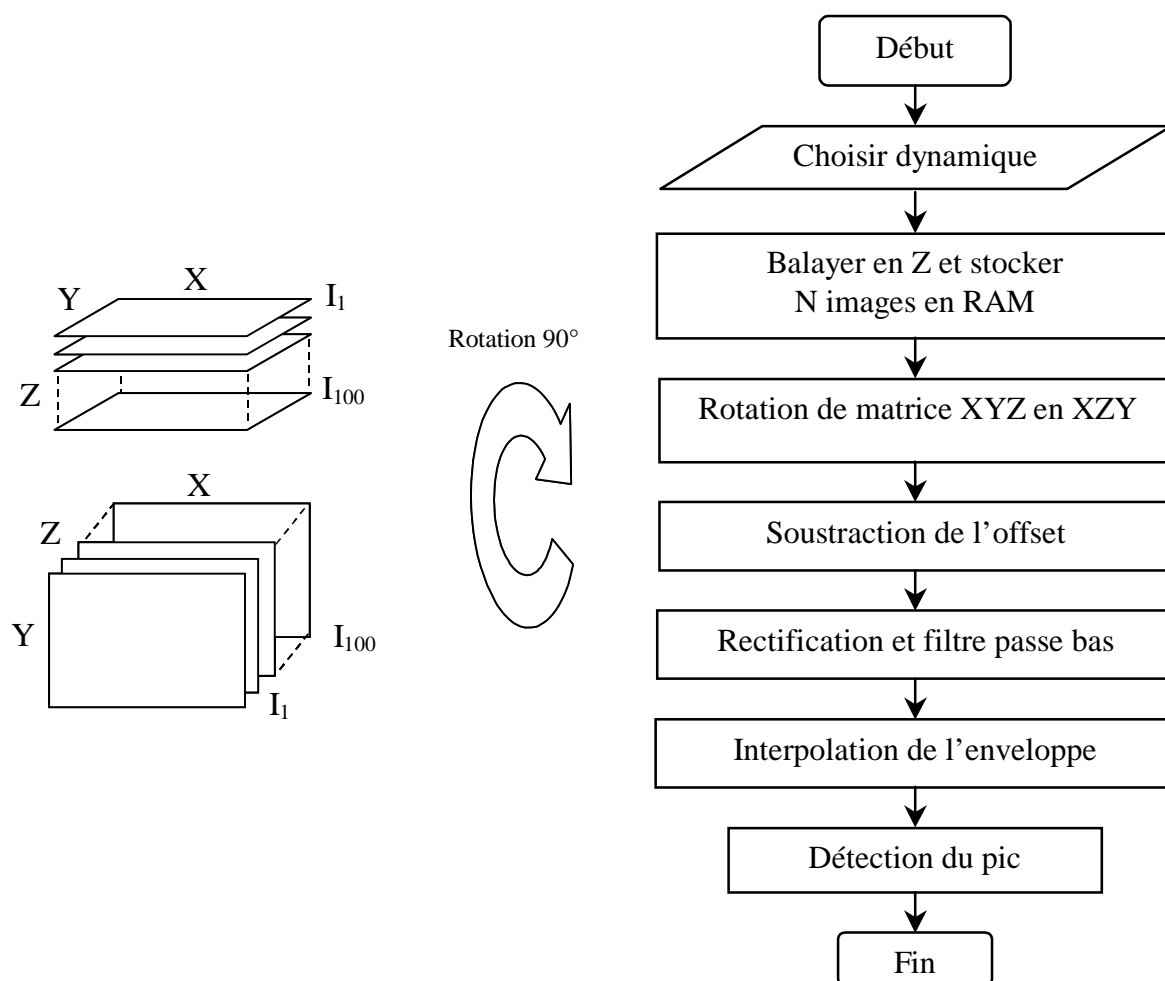 Début
Choisir dynamique
Balayer en Z et stocker
N images en RAM
Rotation de matrice XYZ en XZY
Soustraction de l’offset
Rectification et filtre passe bas
Interpolation de l’enveloppe
Détection du pic
Fin
X
Y
I1
Z
I100
Rotation 90°
X
Z
Y
I100
I1